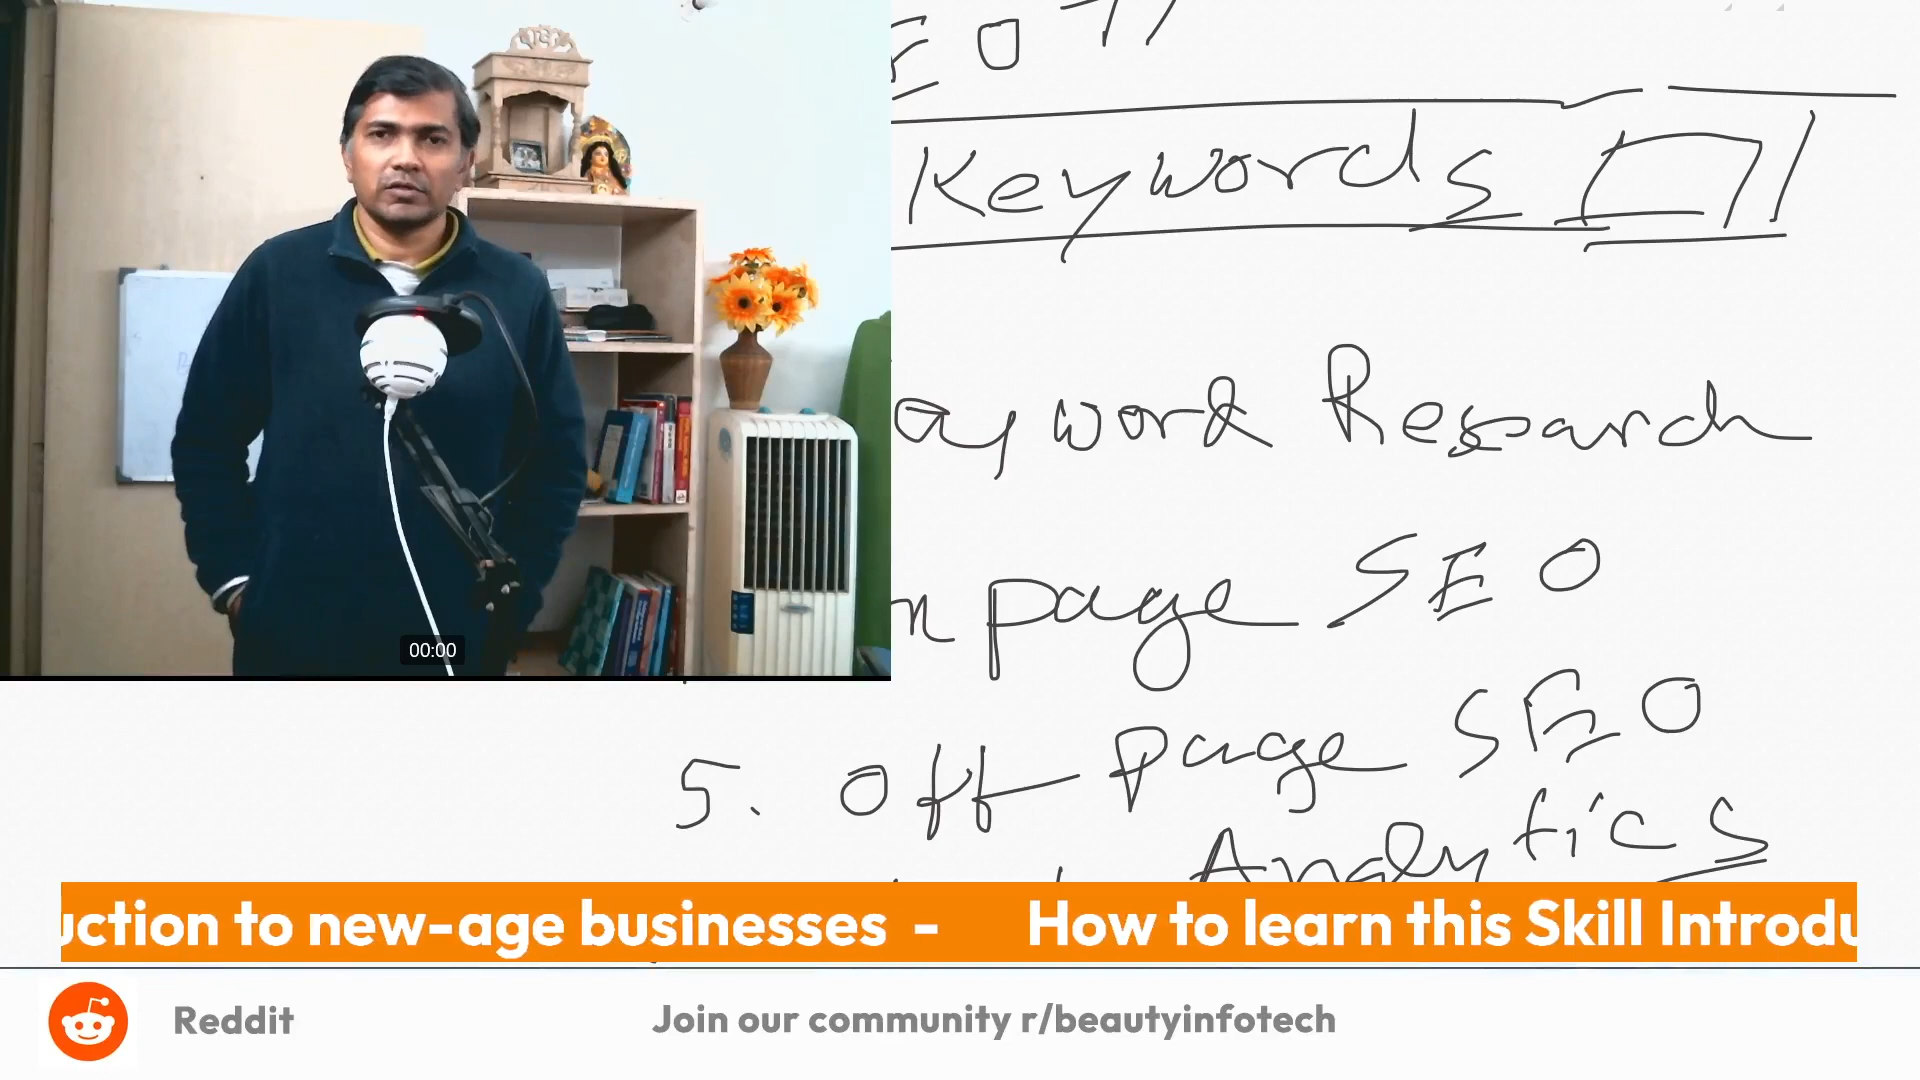 EO
Keywords
word Research
n page SEO
5. Off page SEO
Analytics
00:00
uction to new-age businesses - How to learn this Skill Introdu
Reddit
Join our community r/beautyinfotech